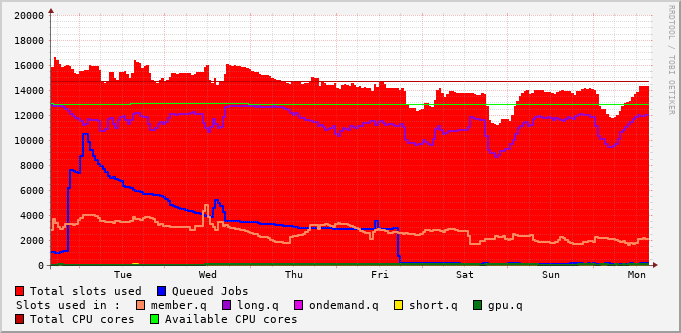 RRDTOOL / TOBI OETIKER
20000
18000
16000
14000
12000
10000
8000
6000
4000
2000
0
Tue Wed Thu Fri Sat Sun Mon
Total slots used Queued Jobs
Slots used in : member.q long.q ondemand.q short.q gpu.q
Total CPU cores Available CPU cores